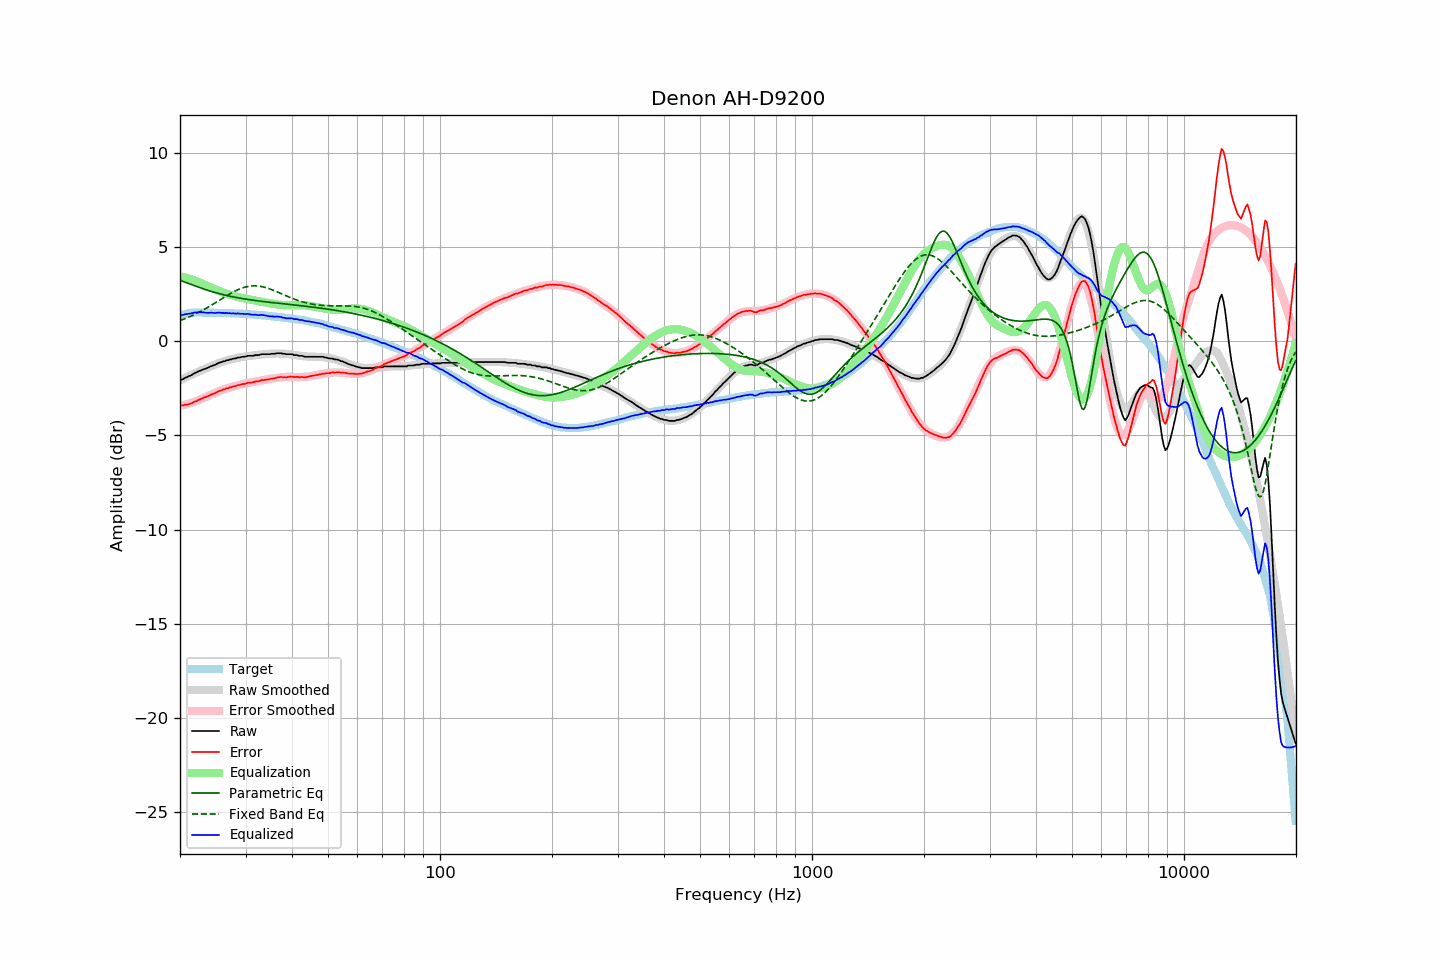 Denon AH-D9200
Amplitude (dBr)
10
5
0
−5
−10
−15
−20
−25
Target
Raw Smoothed
Error Smoothed
Raw
Error
Equalization
Parametric Eq
Fixed Band Eq
Equalized
100
1000
10000
Frequency (Hz)